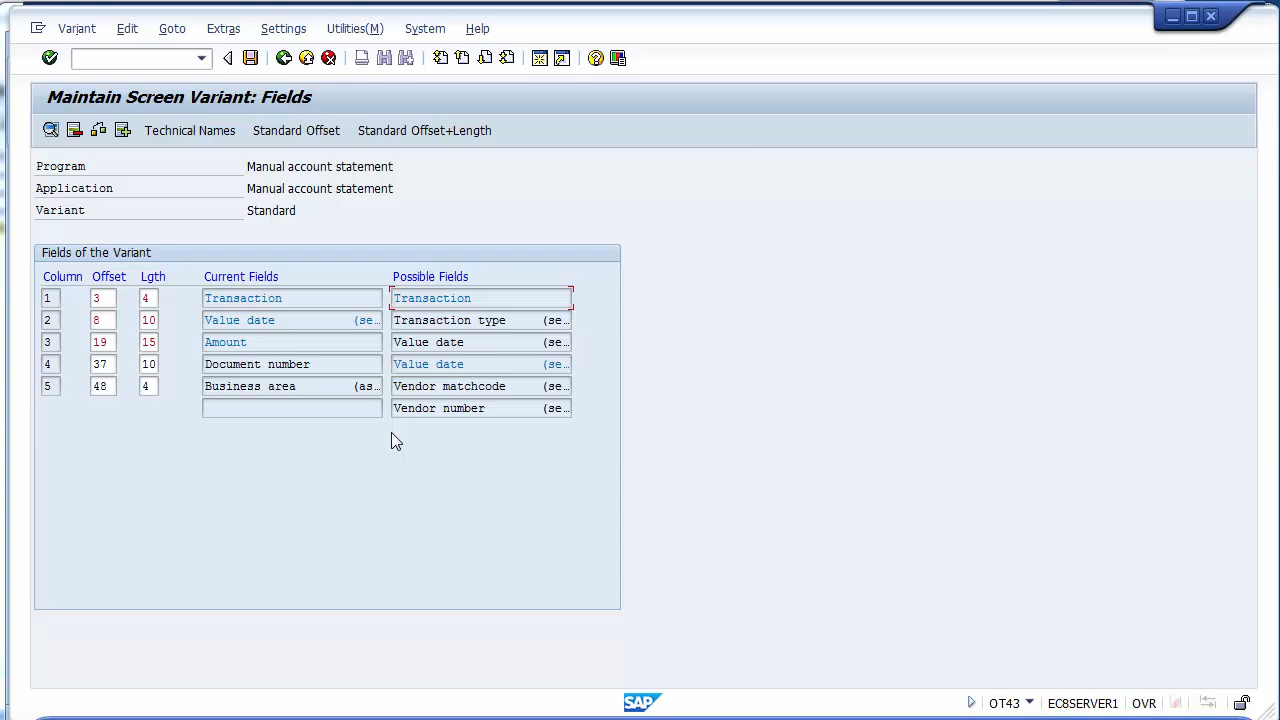 Variant Edit Goto Extras Settings Utilities(M) System Help
Maintain Screen Variant: Fields
Technical Names Standard Offset Standard Offset+Length
Program Manual account statement
Application Manual account statement
Variant Standard
Fields of the Variant
Column Offset Lgth Current Fields Possible Fields
1 3 4 Transaction Transaction
2 8 10 Value date (se… Transaction type (se…
3 19 15 Amount Value date (se…
4 37 10 Document number Value date (se…
5 48 4 Business area (as… Vendor matchcode (se…
Vendor number (se…
SAP OT43 EC8SERVER1 OVR